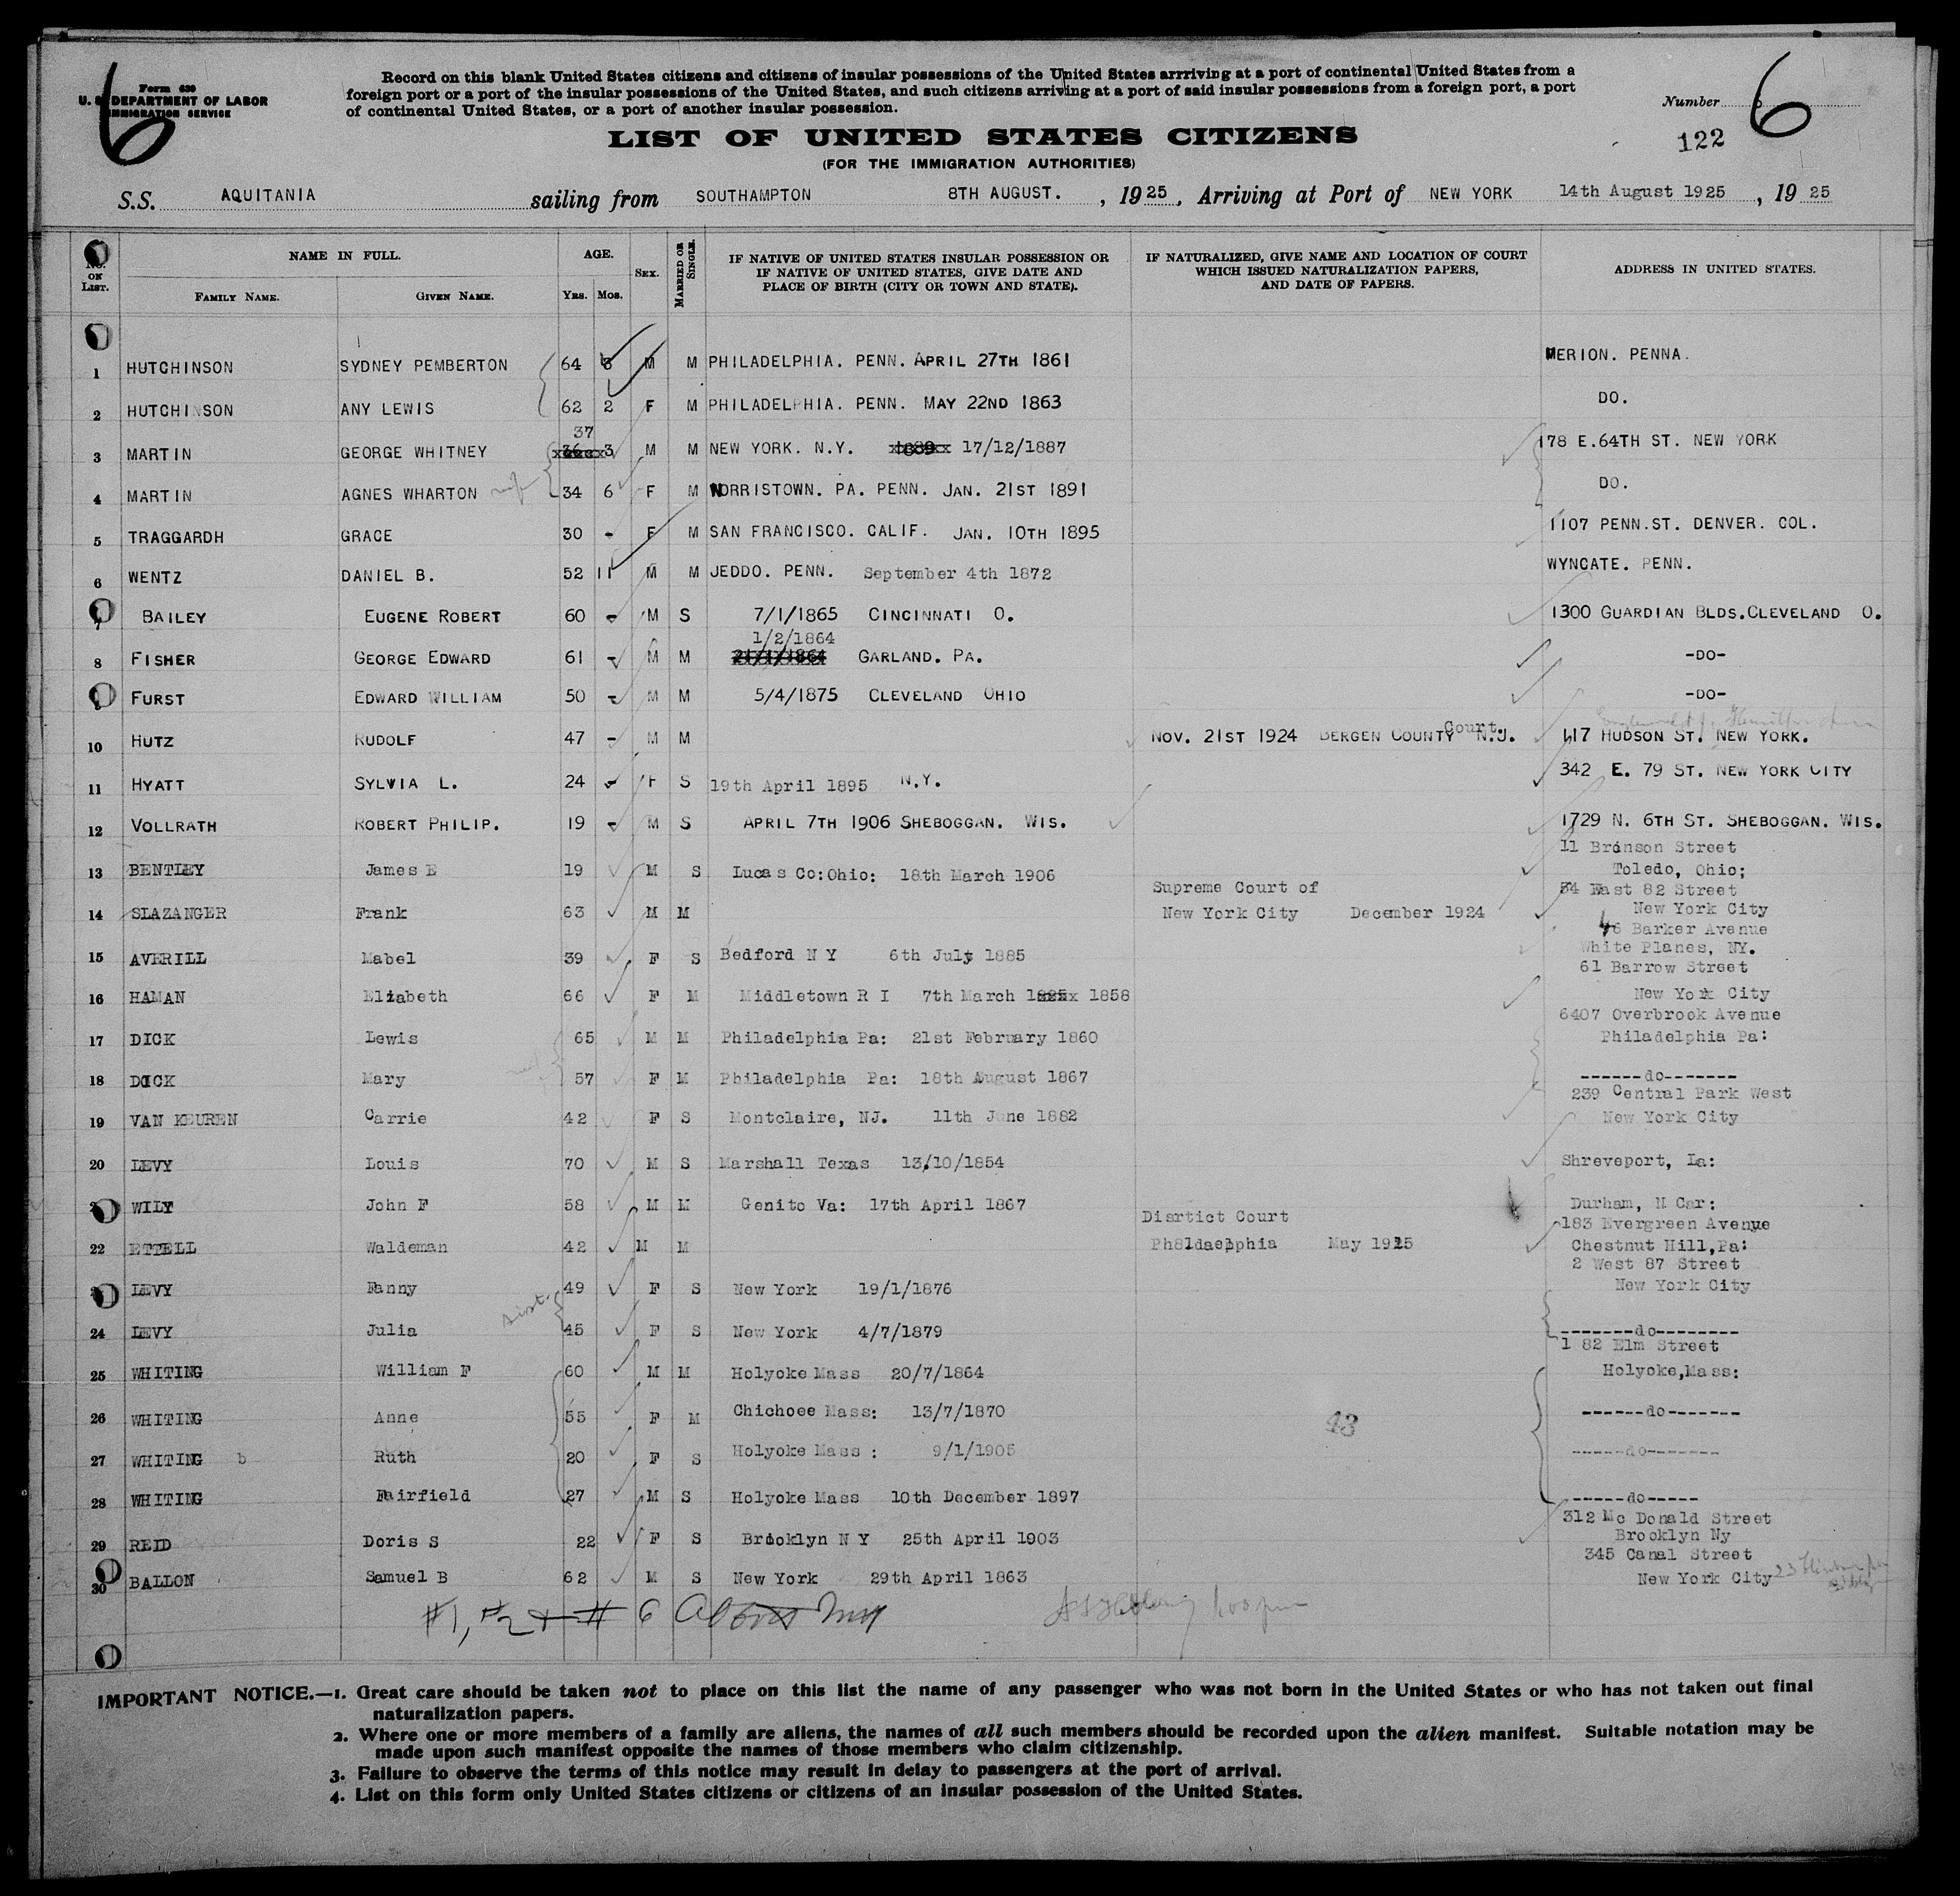 6
Form 630
U. S. DEPARTMENT OF LABOR
IMMIGRATION SERVICE
Record on this blank United States citizens and citizens of insular possessions of the United States arrriving at a port of continental United States from a
foreign port or a port of the insular possessions of the United States, and such citizens arriving at a port of said insular possessions from a foreign port, a port
of continental United States, or a port of another insular possession.
Number 6
122
LIST OF UNITED STATES CITIZENS
(FOR THE IMMIGRATION AUTHORITIES)
S.S. AQUITANIA sailing from SOUTHAMPTON 8TH AUGUST. , 1925 , Arriving at Port of NEW YORK 14th August 1925 , 19 25
No. ON LIST. NAME IN FULL. FAMILY NAME. GIVEN NAME. AGE. YRS. MOS. SEX. MARRIED OR SINGLE. IF NATIVE OF UNITED STATES INSULAR POSSESSION OR IF NATIVE OF UNITED STATES, GIVE DATE AND PLACE OF BIRTH (CITY OR TOWN AND STATE). IF NATURALIZED, GIVE NAME AND LOCATION OF COURT WHICH ISSUED NATURALIZATION PAPERS, AND DATE OF PAPERS. ADDRESS IN UNITED STATES.
1 HUTCHINSON SYDNEY PEMBERTON 64 3 M M PHILADELPHIA. PENN. APRIL 27TH 1861 MERION. PENNA.
2 HUTCHINSON ANY LEWIS 62 2 F M PHILADELPHIA. PENN. MAY 22ND 1863 DO.
37
3 MARTIN GEORGE WHITNEY 3 M M NEW YORK. N.Y. 17/12/1887 178 E.64TH ST. NEW YORK
4 MARTIN AGNES WHARTON wife 34 6 F M NORRISTOWN. PA. PENN. JAN. 21ST 1891 DO.
5 TRAGGARDH GRACE 30 - F M SAN FRANCISCO. CALIF. JAN. 10TH 1895 1107 PENN.ST. DENVER. COL.
6 WENTZ DANIEL B. 52 11 M M JEDDO. PENN. September 4th 1872 WYNCATE. PENN.
7 BAILEY EUGENE ROBERT 60 - M S 7/1/1865 CINCINNATI O. 1300 GUARDIAN BLDS.CLEVELAND O.
1/2/1864
8 FISHER GEORGE EDWARD 61 - M M 21/1/1864 GARLAND. PA. -DO-
FURST EDWARD WILLIAM 50 - M M 5/4/1875 CLEVELAND OHIO -DO-
10 HUTZ RUDOLF 47 - M M NOV. 21ST 1924 BERGEN COUNTY Court. N.J. 117 HUDSON ST. NEW YORK.
11 HYATT SYLVIA L. 24 - F S 19th April 1895 N.Y. 342 E. 79 ST. NEW YORK CITY
12 VOLLRATH ROBERT PHILIP. 19 - M S APRIL 7TH 1906 SHEBOGGAN. WIS. 1729 N. 6TH ST. SHEBOGGAN. WIS.
11 Brinson Street
13 BENTLEY James E 19 M S Lucas Co:Ohio: 18th March 1906 Toledo, Ohio;
Supreme Court of 54 East 82 Street
14 SLAZANGER Frank 63 M M New York City December 1924 New York City
46 Barker Avenue
15 AVERILL Mabel 39 F S Bedford N Y 6th July 1885 White Planes, NY.
61 Barrow Street
16 HAMAN Eliabeth 66 F M Middletown R I 7th March 1858 New York City
6407 Overbrook Avenue
17 DICK Lewis 65 M M Philadelphia Pa: 21st February 1860 Philadelphia Pa:
18 DICK Mary 57 F M Philadelphia Pa: 18th August 1867 ------do-------
239 Central Park West
19 VAN KEUREN Carrie 42 F S Montclaire, NJ. 11th June 1882 New York City
20 LEVY Louis 70 M S Marshall Texas 13/10/1854 Shreveport, La:
WILY John F 58 M M Genito Va: 17th April 1867 Durham, N Car:
Distict Court 183 Evergreen Avenue
22 ETTELL Waldeman 42 M M Phildaelphia May 1915 Chestnut Hill,Pa:
2 West 87 Street
LEVY Fanny 49 F S New York 19/1/1876 New York City
sist.
24 LEVY Julia 45 F S New York 4/7/1879 -------do--------
1 82 Elm Street
25 WHITING William F 60 M M Holyoke Mass 20/7/1864 Holyoke,Mass:
26 WHITING Anne 55 F M Chichoee Mass: 13/7/1870 ------do-------
43
27 WHITING b Ruth 20 F S Holyoke Mass : 9/1/1905 -----do-------
28 WHITING Fairfield 27 M S Holyoke Mass 10th December 1897 ------do-----
312 Mc Donald Street
29 REID Doris S 22 F S Brooklyn N Y 25th April 1903 Brooklyn Ny
345 Canal Street
30 BALLON Samuel B 62 M S New York 29th April 1863 New York City
#1, #2 + # 6
IMPORTANT NOTICE.—1. Great care should be taken not to place on this list the name of any passenger who was not born in the United States or who has not taken out final
naturalization papers.
2. Where one or more members of a family are aliens, the names of all such members should be recorded upon the alien manifest. Suitable notation may be
made upon such manifest opposite the names of those members who claim citizenship.
3. Failure to observe the terms of this notice may result in delay to passengers at the port of arrival.
4. List on this form only United States citizens or citizens of an insular possession of the United States.